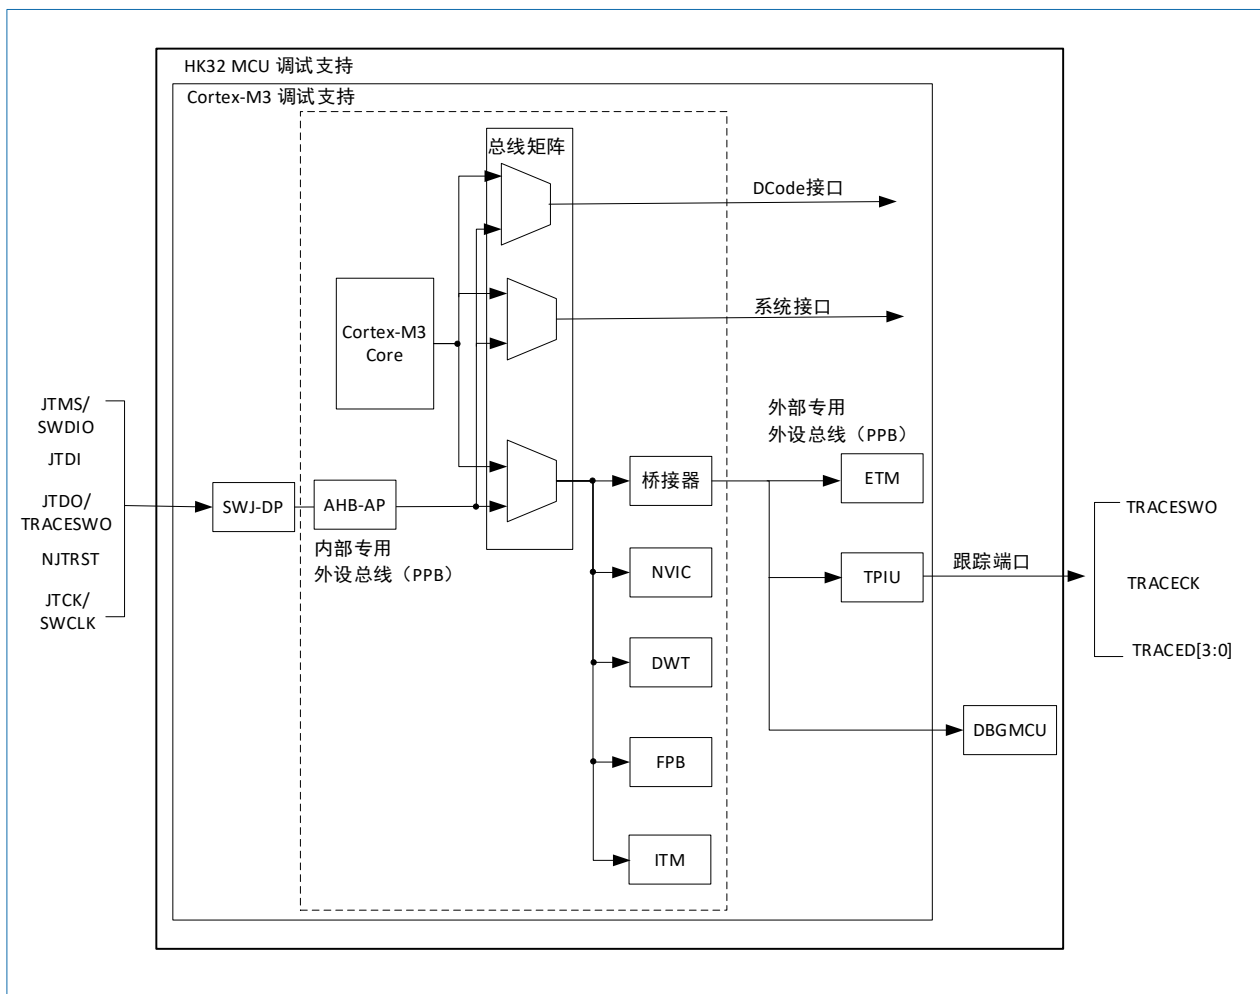 HK32 MCU 调试支持
Cortex-M3 调试支持
总线矩阵
DCode接口
系统接口
Cortex-M3
Core
JTMS/
SWDIO
JTDI
JTDO/
TRACESWO
NJTRST
JTCK/
SWCLK
SWJ-DP
AHB-AP
内部专用
外设总线（PPB）
外部专用
外设总线（PPB）
桥接器
ETM
NVIC
TPIU
跟踪端口
TRACESWO
TRACECK
TRACED[3:0]
DWT
DBGMCU
FPB
ITM